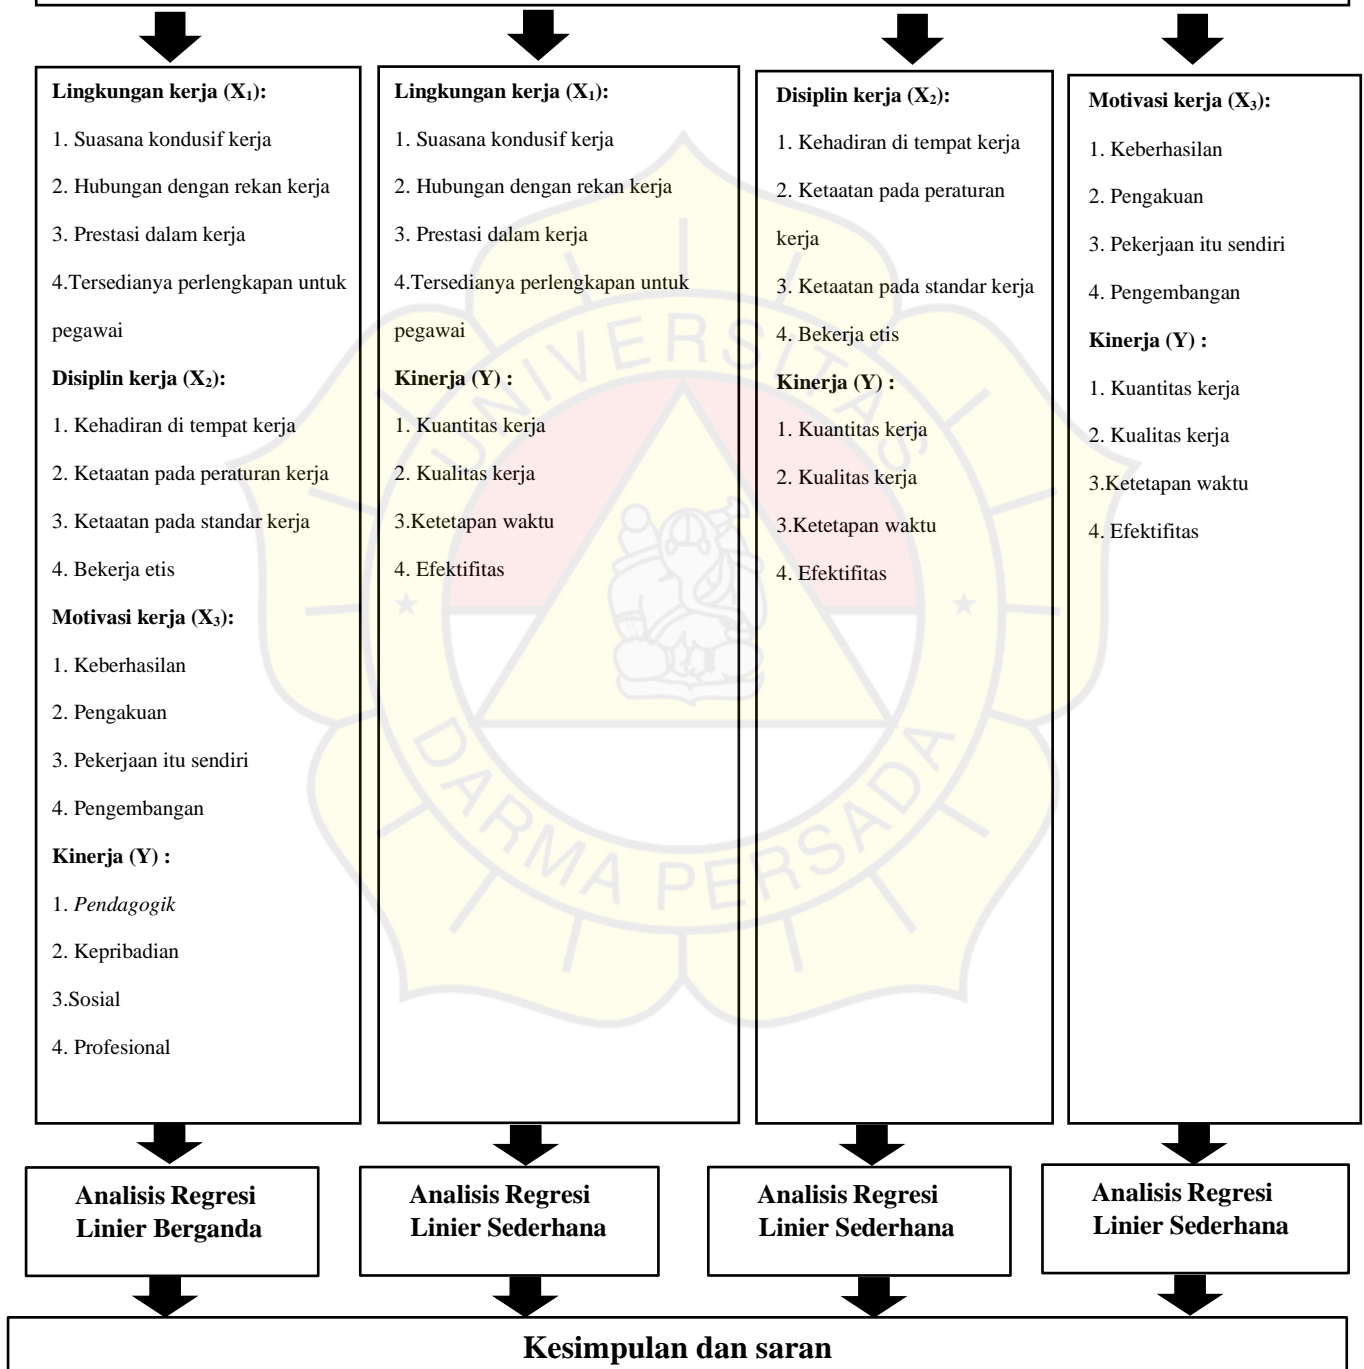 Lingkungan kerja (X₁):
1. Suasana kondusif kerja
2. Hubungan dengan rekan kerja
3. Prestasi dalam kerja
4.Tersedianya perlengkapan untuk
pegawai
Disiplin kerja (X₂):
1. Kehadiran di tempat kerja
2. Ketaatan pada peraturan kerja
3. Ketaatan pada standar kerja
4. Bekerja etis
Motivasi kerja (X₃):
1. Keberhasilan
2. Pengakuan
3. Pekerjaan itu sendiri
4. Pengembangan
Kinerja (Y) :
1. Pendagogik
2. Kepribadian
3.Sosial
4. Profesional
Lingkungan kerja (X₁):
1. Suasana kondusif kerja
2. Hubungan dengan rekan kerja
3. Prestasi dalam kerja
4.Tersedianya perlengkapan untuk
pegawai
Kinerja (Y) :
1. Kuantitas kerja
2. Kualitas kerja
3.Ketetapan waktu
4. Efektifitas
Disiplin kerja (X₂):
1. Kehadiran di tempat kerja
2. Ketaatan pada peraturan
kerja
3. Ketaatan pada standar kerja
4. Bekerja etis
Kinerja (Y) :
1. Kuantitas kerja
2. Kualitas kerja
3.Ketetapan waktu
4. Efektifitas
Motivasi kerja (X₃):
1. Keberhasilan
2. Pengakuan
3. Pekerjaan itu sendiri
4. Pengembangan
Kinerja (Y) :
1. Kuantitas kerja
2. Kualitas kerja
3.Ketetapan waktu
4. Efektifitas
UNIVERSITAS
DARMA PERSADA
Analisis Regresi
Linier Berganda
Analisis Regresi
Linier Sederhana
Analisis Regresi
Linier Sederhana
Analisis Regresi
Linier Sederhana
Kesimpulan dan saran